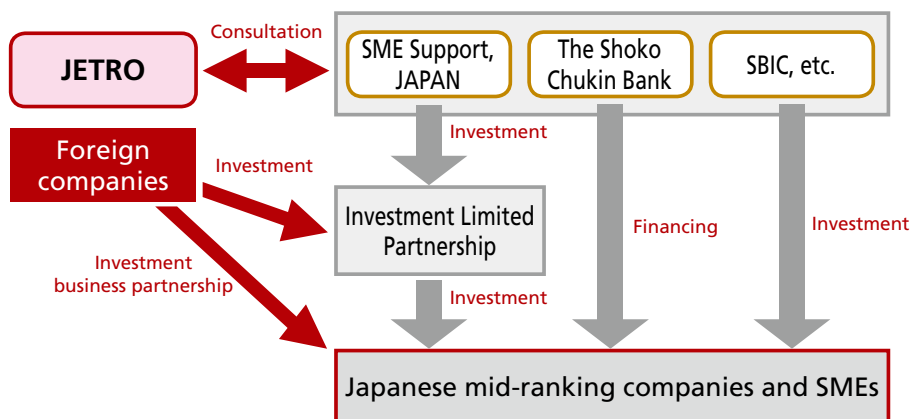 Consultation
JETRO
SME Support,
JAPAN
The Shoko
Chukin Bank
SBIC, etc.
Foreign
companies
Investment
Investment
Investment Limited
Partnership
Financing
Investment
Investment
business partnership
Investment
Japanese mid-ranking companies and SMEs